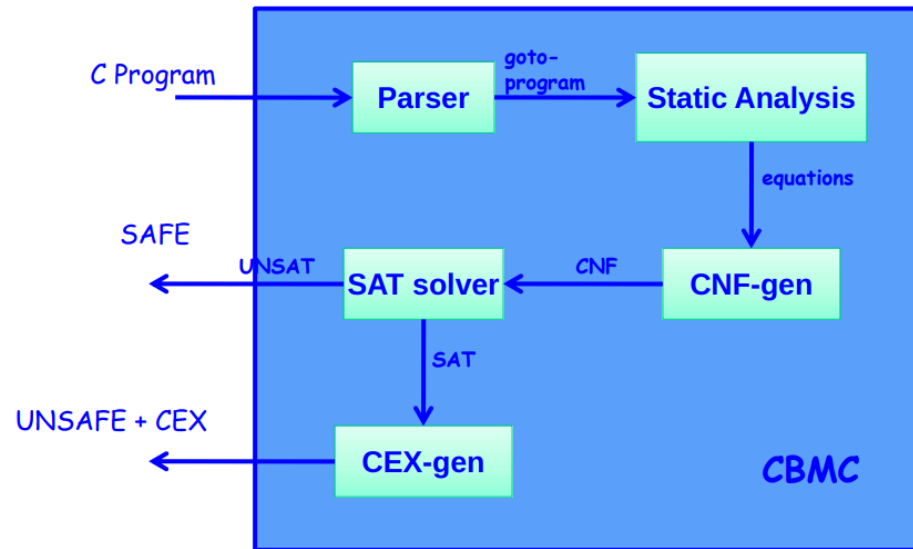 C Program
Parser
goto-
program
Static Analysis
equations
SAFE
UNSAT
SAT solver
CNF
CNF-gen
SAT
UNSAFE + CEX
CEX-gen
CBMC